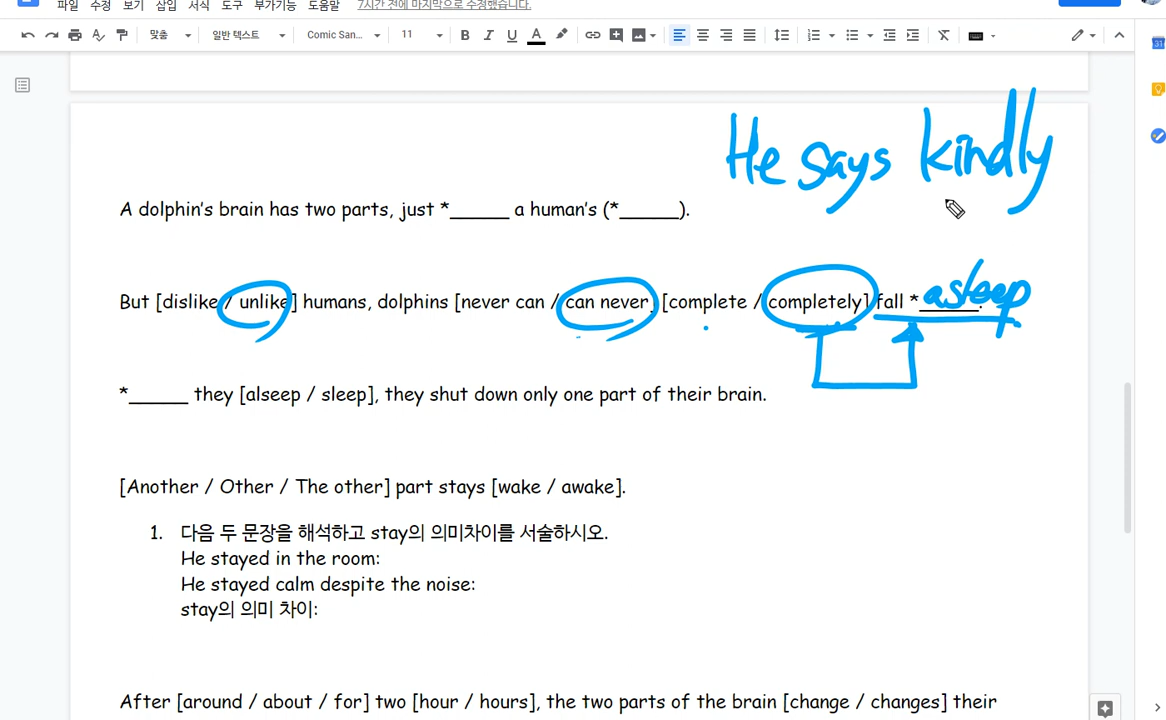 파일 수정 보기 삽입 서식 도구 부가기능 도움말 7시간 전에 마지막으로 수정했습니다.
맞춤 일반 텍스트 Comic San... 11 B I U A
31
He says kindly
A dolphin's brain has two parts, just *_____ a human's (*_____).
But [dislike / unlike] humans, dolphins [never can / can never] [complete / completely] fall *asleep.
*_____ they [alseep / sleep], they shut down only one part of their brain.
[Another / Other / The other] part stays [wake / awake].
1. 다음 두 문장을 해석하고 stay의 의미차이를 서술하시오.
He stayed in the room:
He stayed calm despite the noise:
stay의 의미 차이:
After [around / about / for] two [hour / hours], the two parts of the brain [change / changes] their